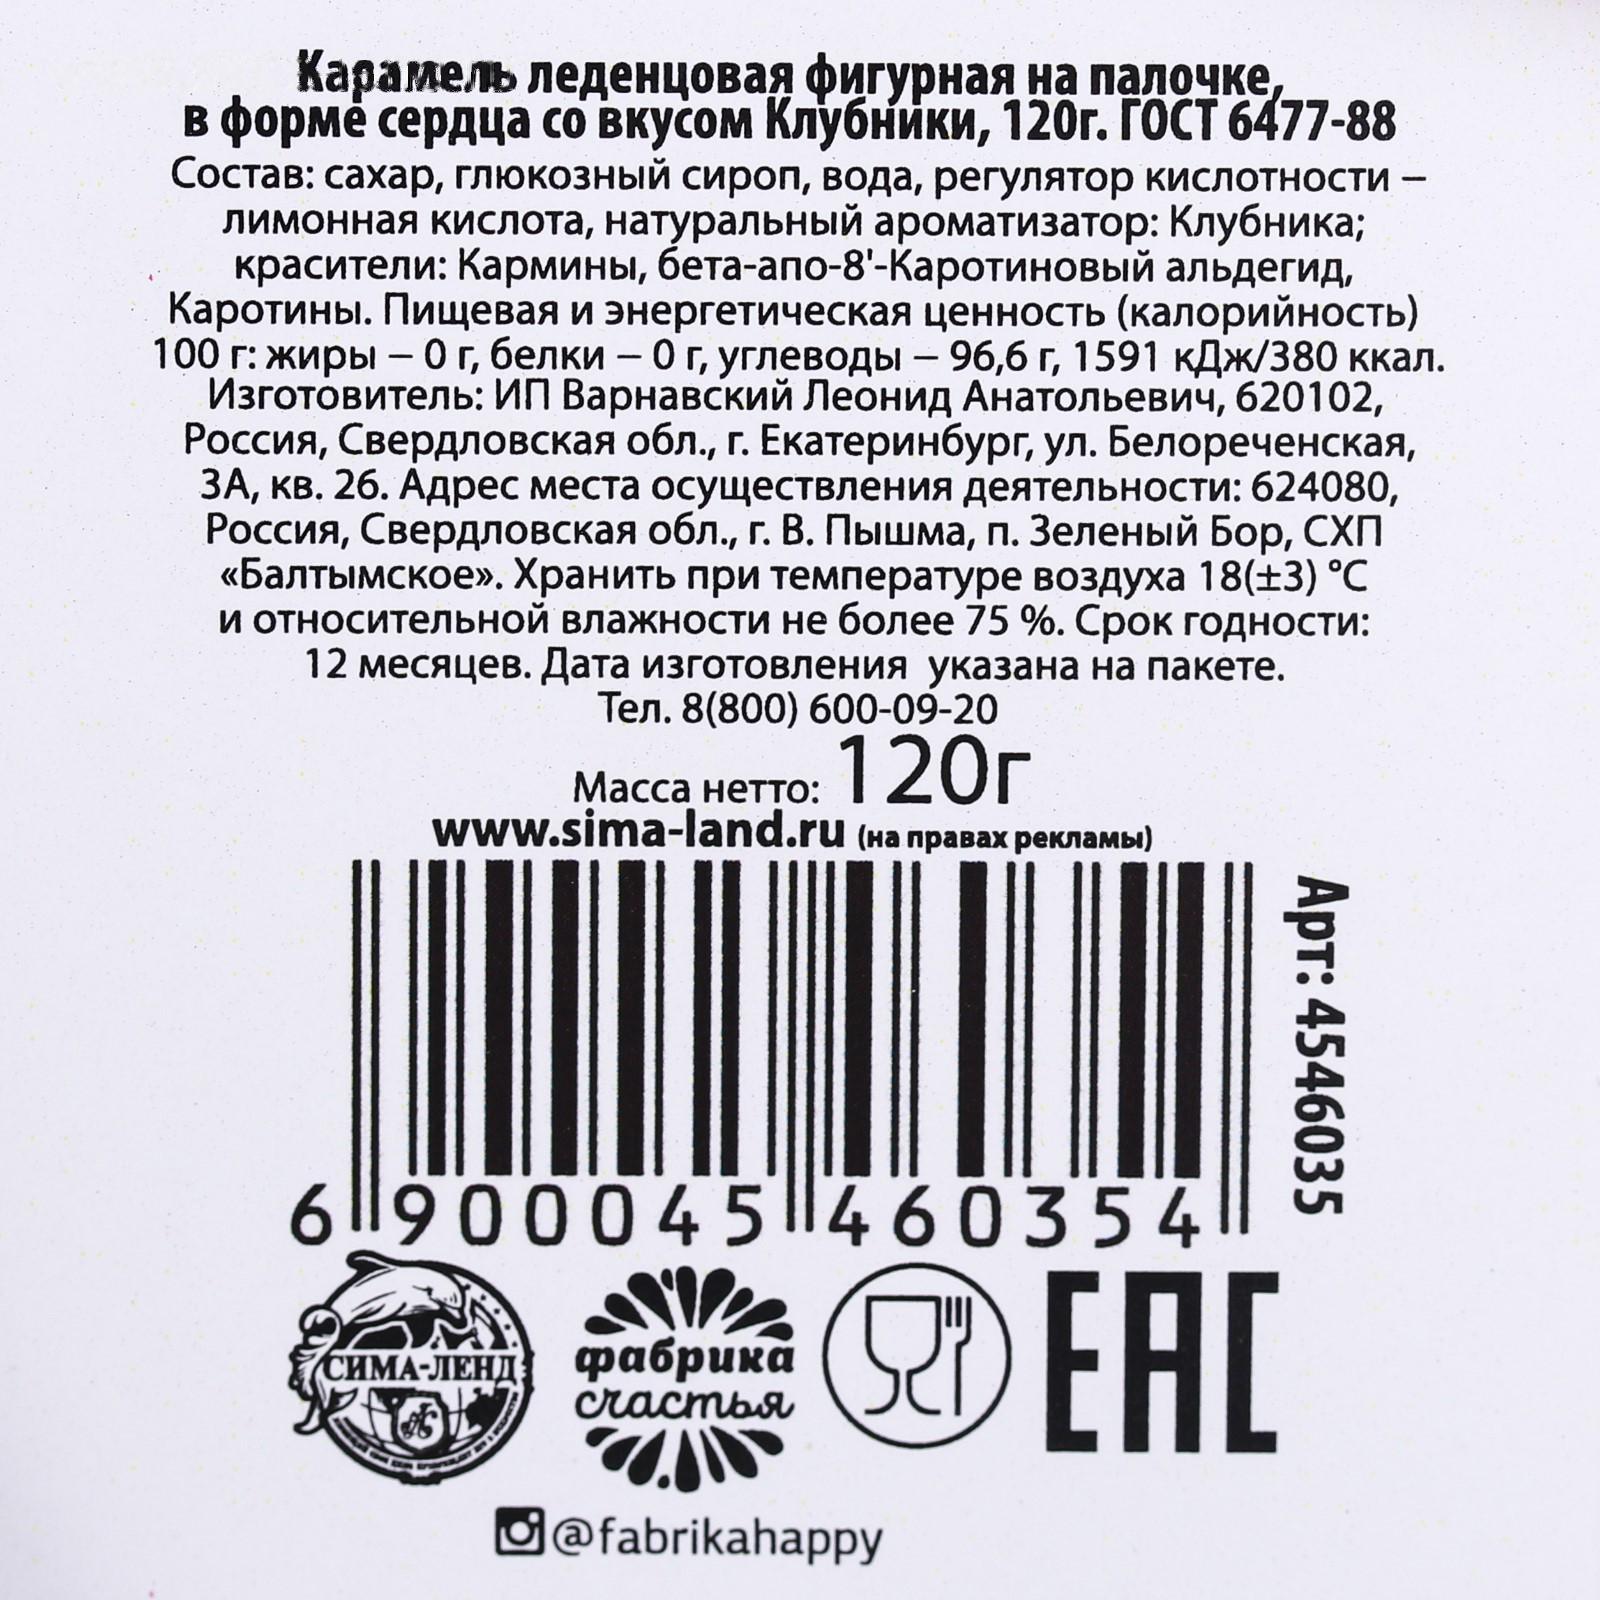 Карамель леденцовая фигурная на палочке,
в форме сердца со вкусом Клубники, 120г. ГОСТ 6477-88
Состав: сахар, глюкозный сироп, вода, регулятор кислотности –
лимонная кислота, натуральный ароматизатор: Клубника;
красители: Кармины, бета-апо-8'-Каротиновый альдегид,
Каротины. Пищевая и энергетическая ценность (калорийность)
100 г: жиры – 0 г, белки – 0 г, углеводы – 96,6 г, 1591 кДж/380 ккал.
Изготовитель: ИП Варнавский Леонид Анатольевич, 620102,
Россия, Свердловская обл., г. Екатеринбург, ул. Белореченская,
3А, кв. 26. Адрес места осуществления деятельности: 624080,
Россия, Свердловская обл., г. В. Пышма, п. Зеленый Бор, СХП
«Балтымское». Хранить при температуре воздуха 18(±3) °C
и относительной влажности не более 75 %. Срок годности:
12 месяцев. Дата изготовления указана на пакете.
Тел. 8(800) 600-09-20
Масса нетто: 120г
www.sima-land.ru (на правах рекламы)
Арт: 4546035
6 900045 460354
СИМА-ЛЕНД
фабрика
счастья
EAC
@fabrikahappy